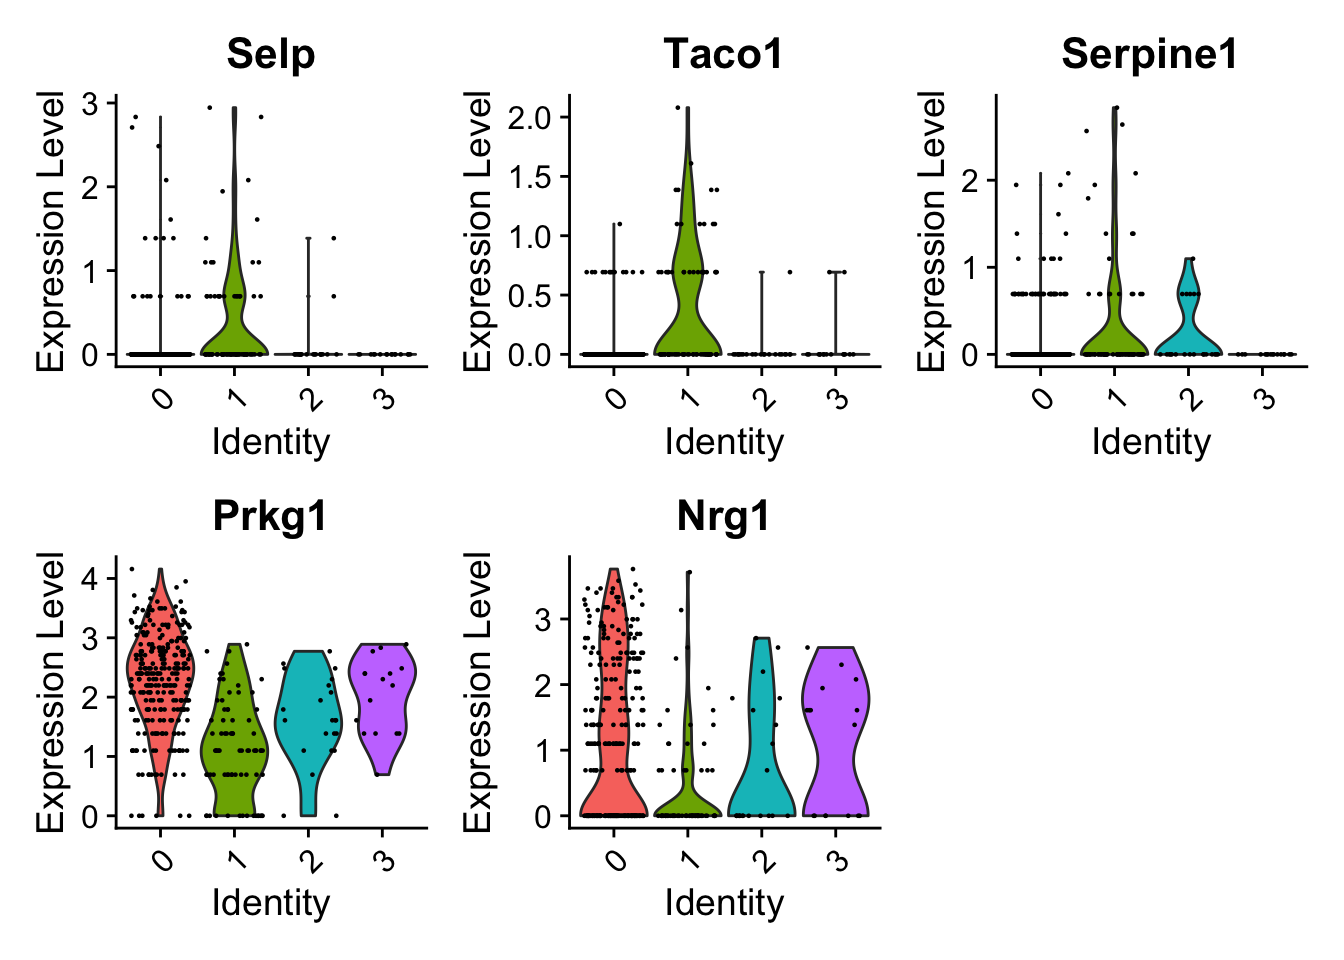 Selp
Expression Level
3
2
1
0
0
1
2
3
Identity
Taco1
Expression Level
2.0
1.5
1.0
0.5
0.0
0
1
2
3
Identity
Serpine1
Expression Level
2
1
0
0
1
2
3
Identity
Prkg1
Expression Level
4
3
2
1
0
0
1
2
3
Identity
Nrg1
Expression Level
3
2
1
0
0
1
2
3
Identity